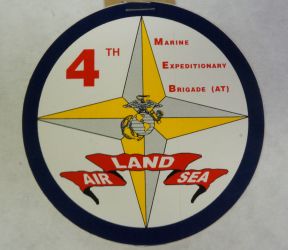 4TH
MARINE
EXPEDITIONARY
BRIGADE (AT)
AIR LAND SEA